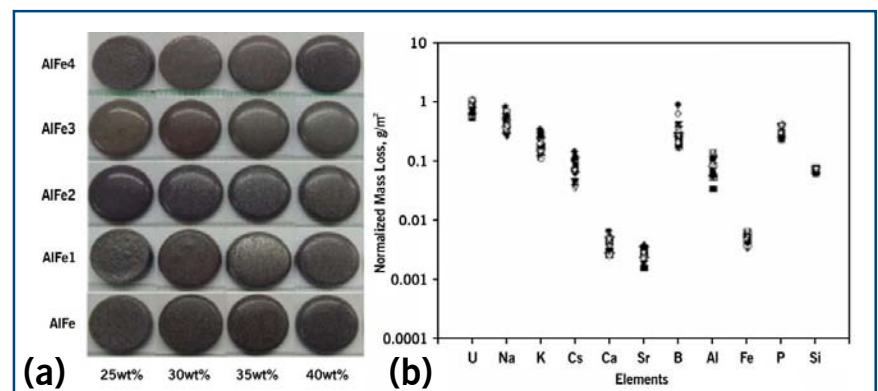 AlFe4
AlFe3
AlFe2
AlFe1
AlFe
25wt% 30wt% 35wt% 40wt%
(a)
Normalized Mass Loss, g/m²
10
1
0.1
0.01
0.001
0.0001
U Na K Cs Ca Sr B Al Fe P Si
Elements
(b)